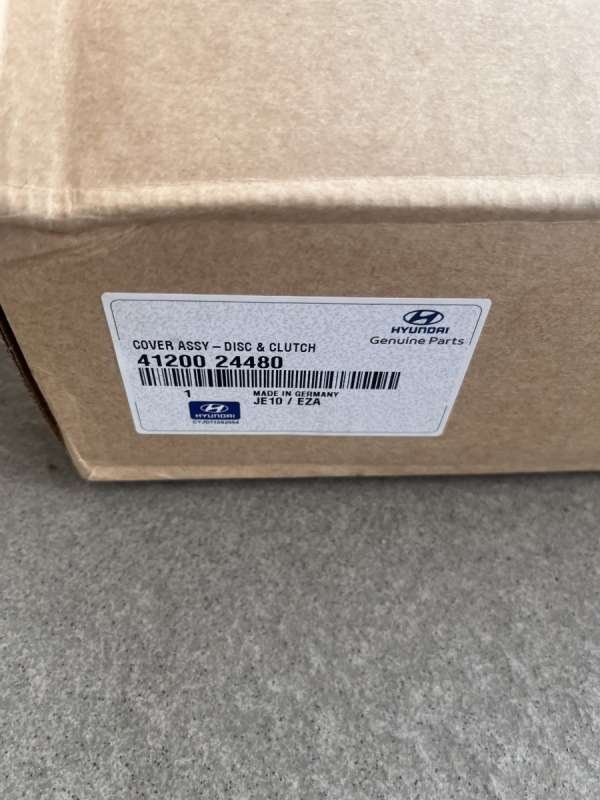 HYUNDAI
Genuine Parts
COVER ASSY – DISC & CLUTCH
41200 24480
1
MADE IN GERMANY
JE10 / EZA
HYUNDAI